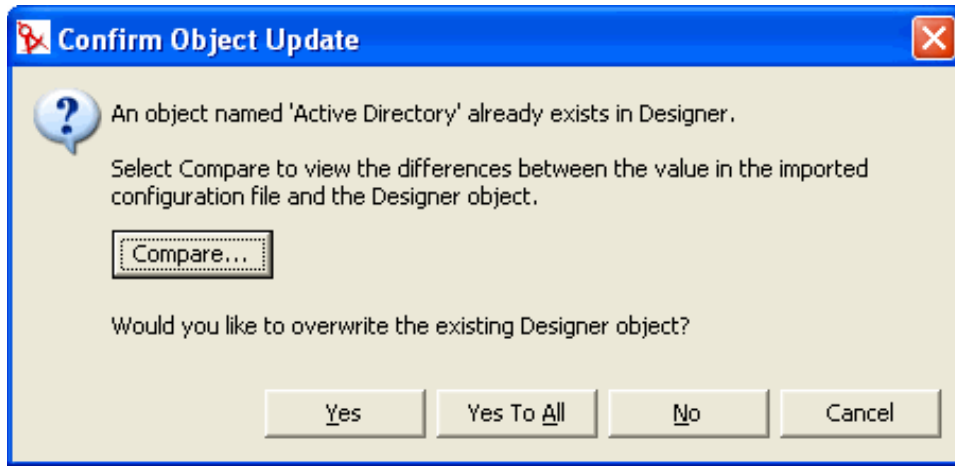 Confirm Object Update
An object named 'Active Directory' already exists in Designer.
Select Compare to view the differences between the value in the imported
configuration file and the Designer object.
Compare...
Would you like to overwrite the existing Designer object?
Yes Yes To All No Cancel